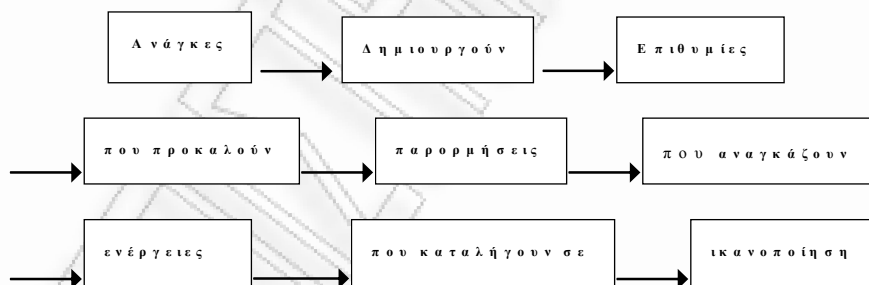 Ανάγκες Δημιουργούν Επιθυμίες
που προκαλούν παρορμήσεις που αναγκάζουν
ενέργειες που καταλήγουν σε ικανοποίηση